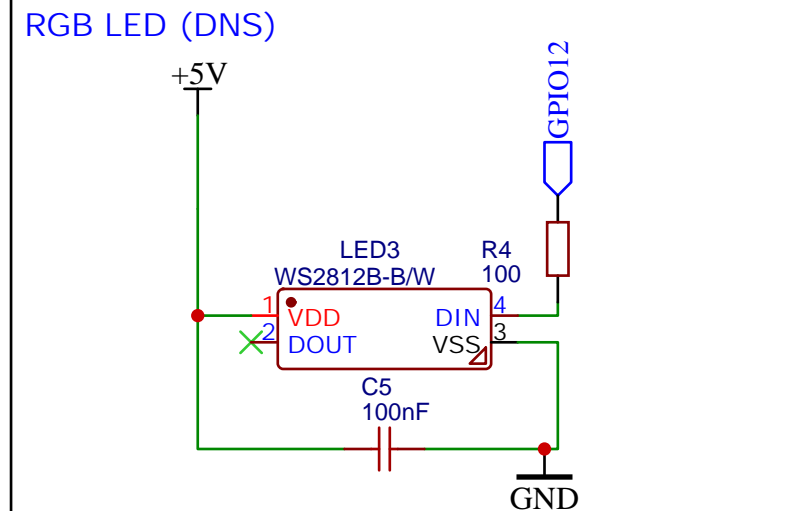 RGB LED (DNS)
+5V
GPIO12
LED3
WS2812B-B/W
R4
100
1
VDD
DIN
4
2
DOUT
VSS
3
C5
100nF
GND